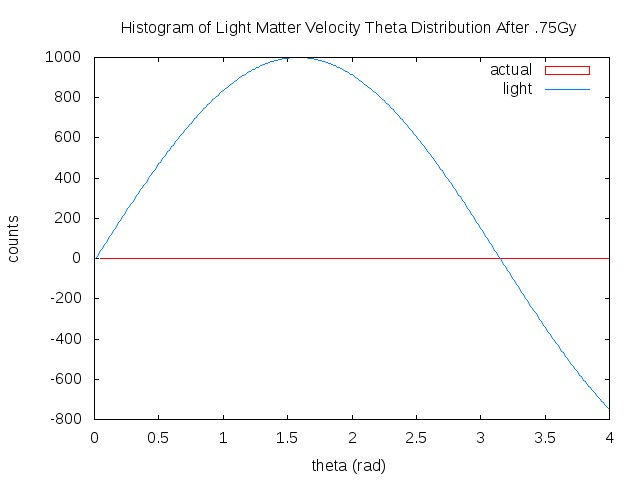 Histogram of Light Matter Velocity Theta Distribution After .75Gy
1000
800
600
400
200
0
-200
-400
-600
-800
counts
actual
light
0 0.5 1 1.5 2 2.5 3 3.5 4
theta (rad)